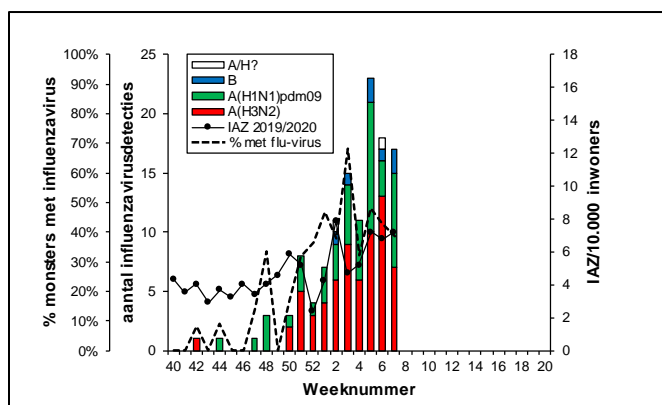 100%
90%
80%
70%
60%
50%
40%
30%
20%
10%
0%
% monsters met influenzavirus
25
20
15
10
5
0
aantal influenzavirusdetecties
A/H?
B
A(H1N1)pdm09
A(H3N2)
IAZ 2019/2020
% met flu-virus
18
16
14
12
10
8
6
4
2
0
IAZ/10.000 inwoners
40 42 44 46 48 50 52 2 4 6 8 10 12 14 16 18 20
Weeknummer